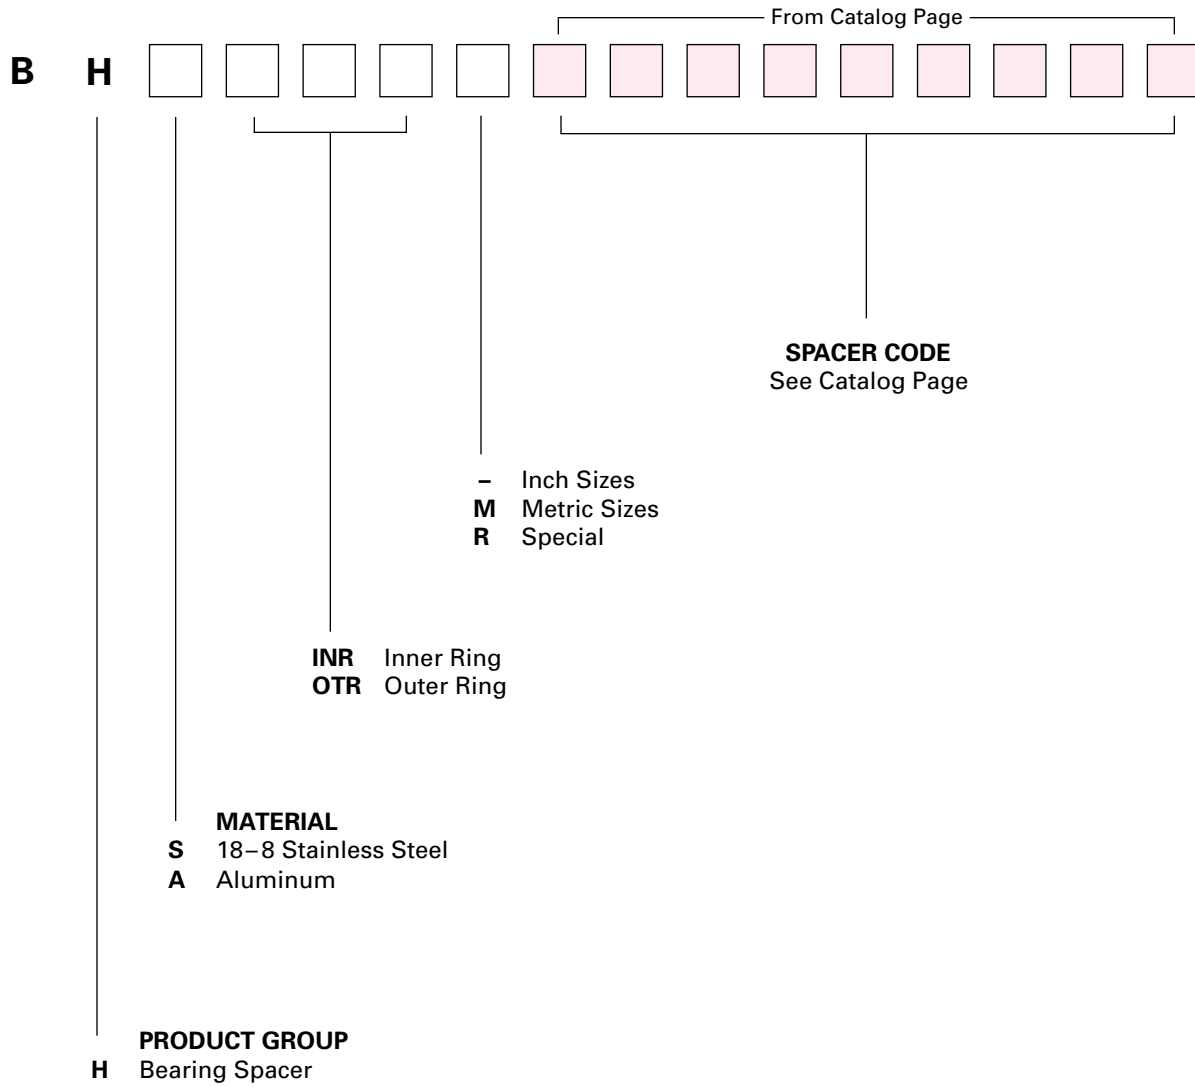 From Catalog Page
B H
SPACER CODE
See Catalog Page
– Inch Sizes
M Metric Sizes
R Special
INR Inner Ring
OTR Outer Ring
MATERIAL
S 18–8 Stainless Steel
A Aluminum
PRODUCT GROUP
H Bearing Spacer